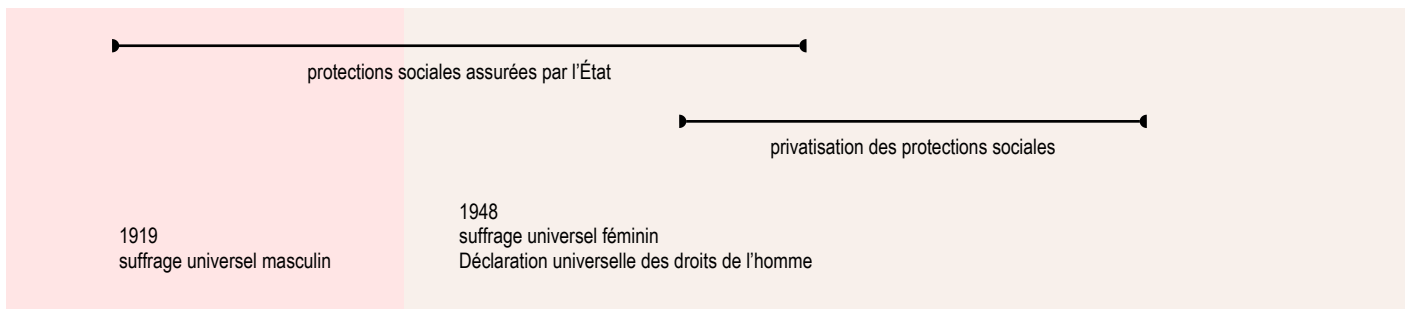 protections sociales assurées par l’État
privatisation des protections sociales
1919
suffrage universel masculin
1948
suffrage universel féminin
Déclaration universelle des droits de l’homme